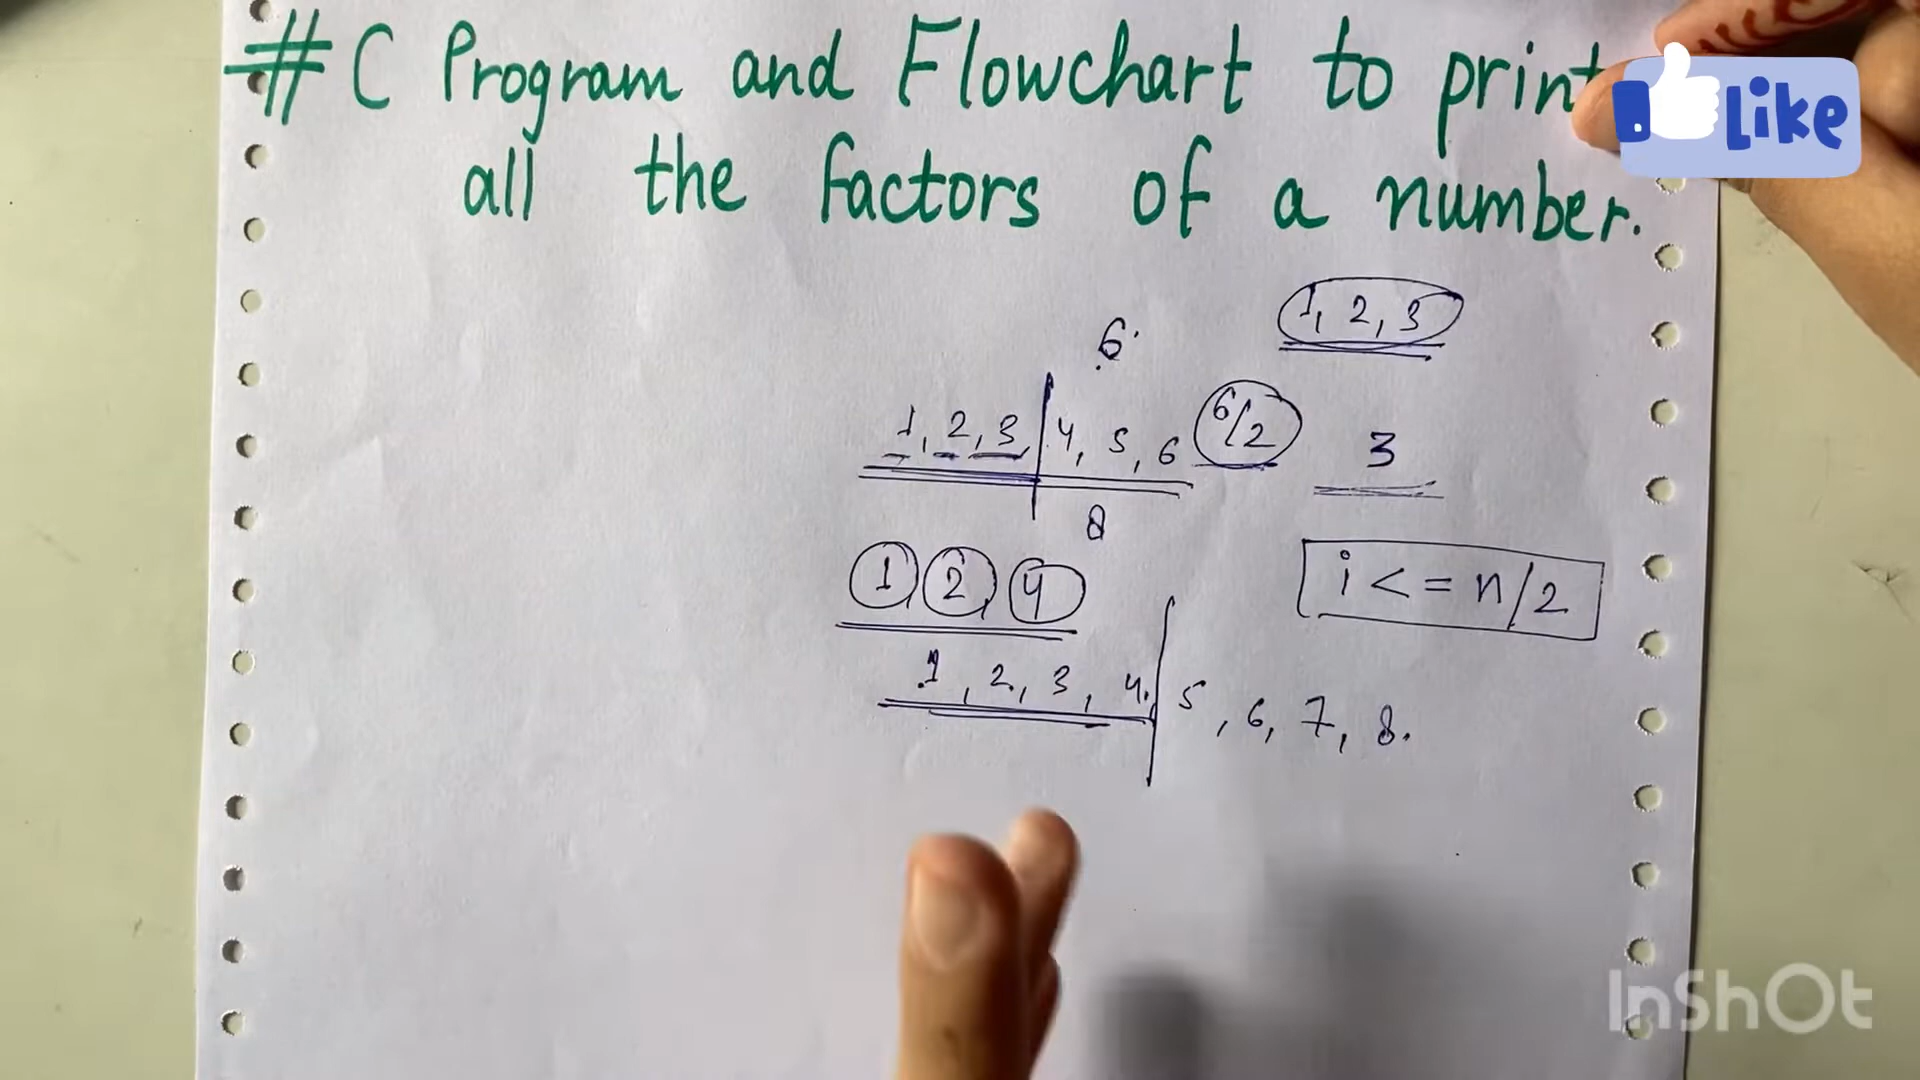 # C Program and Flowchart to print
Like
all the factors of a number.
1, 2, 3
6
1, 2, 3, 4, 5, 6 6/2 3
8
1, 2, 4 i <= n/2
1, 2, 3, 4, 5, 6, 7, 8.
InShOt